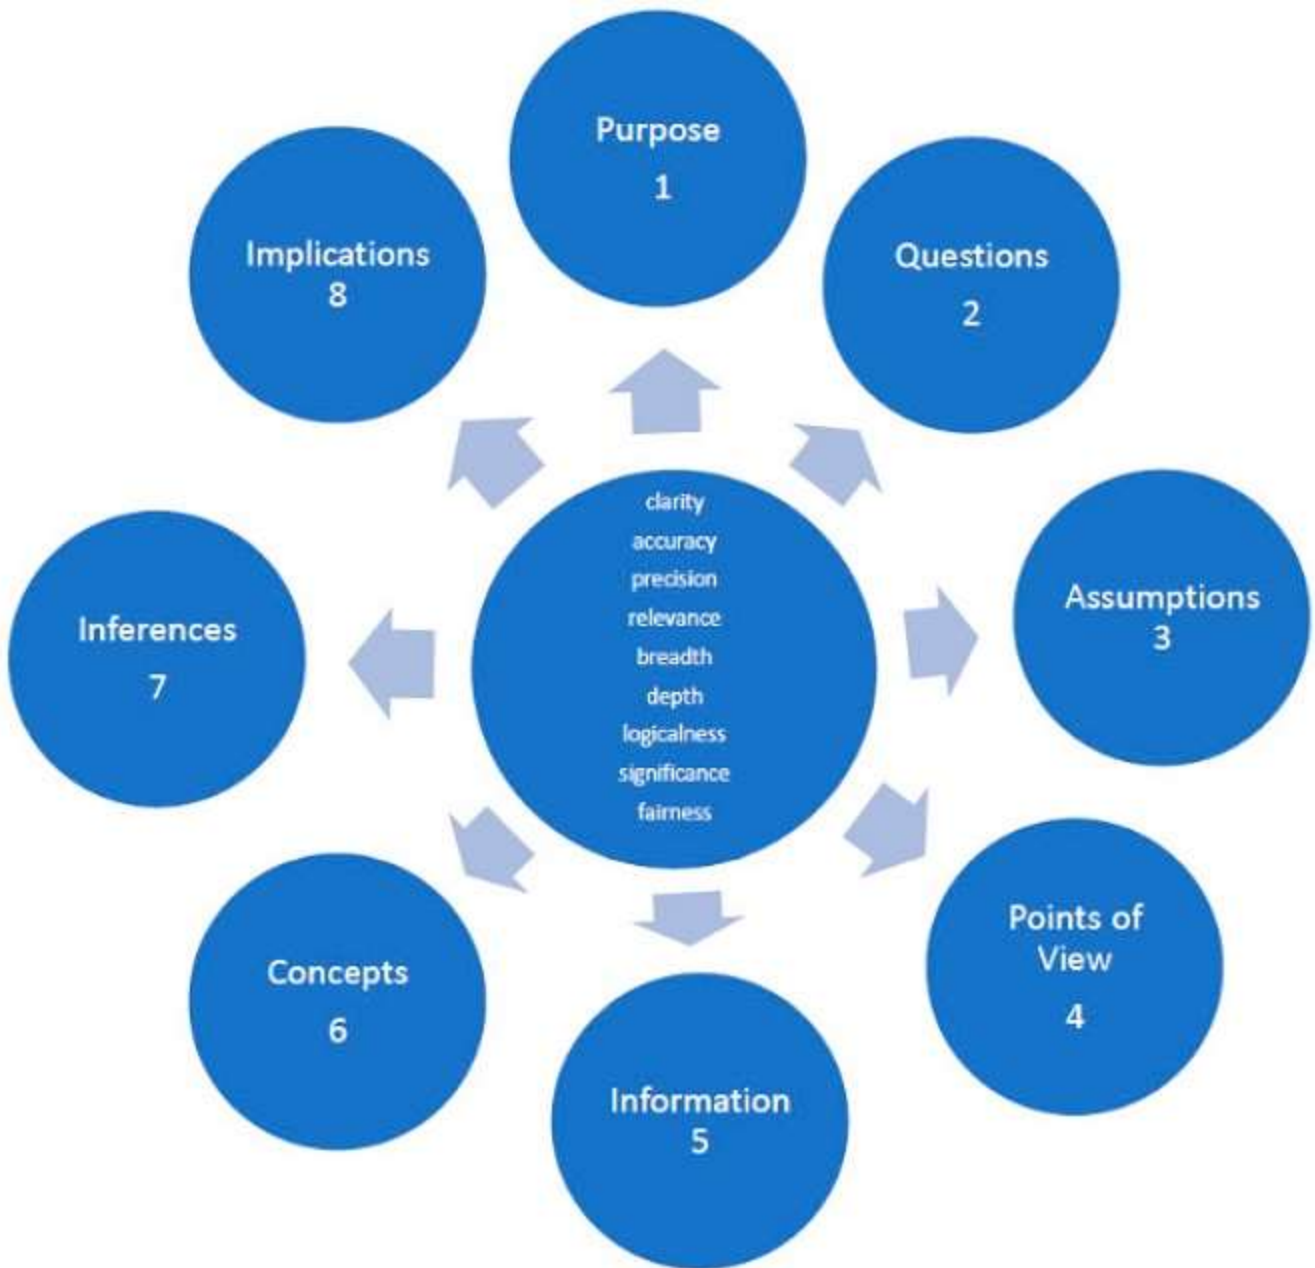 Purpose
1
Questions
2
Assumptions
3
Points of
View
4
Information
5
Concepts
6
Inferences
7
Implications
8
clarity
accuracy
precision
relevance
breadth
depth
logicalness
significance
fairness